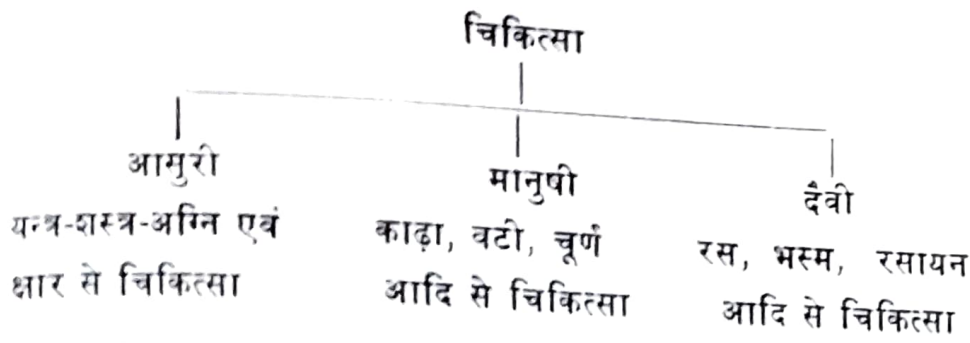 चिकित्सा
आसुरी
यन्त्र-शस्त्र-अग्नि एवं
क्षार से चिकित्सा
मानुषी
काढ़ा, वटी, चूर्ण
आदि से चिकित्सा
दैवी
रस, भस्म, रसायन
आदि से चिकित्सा